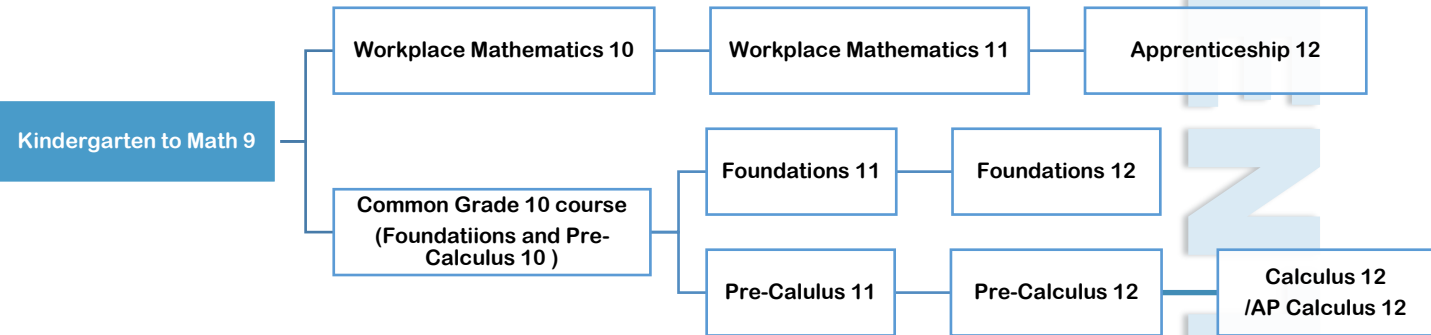 Workplace Mathematics 10
Workplace Mathematics 11
Apprenticeship 12
Kindergarten to Math 9
Foundations 11
Foundations 12
Common Grade 10 course
(Foundatiions and Pre-
Calculus 10 )
Pre-Calulus 11
Pre-Calculus 12
Calculus 12
/AP Calculus 12